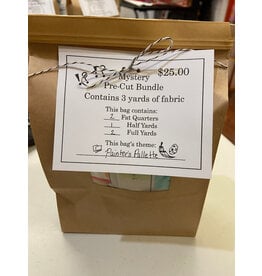 Mystery $25.00
Pre-Cut Bundle
Contains 3 yards of fabric
This bag contains:
2 Fat Quarters
1 Half Yards
2 Full Yards
This bag's theme:
Painter's Pallette